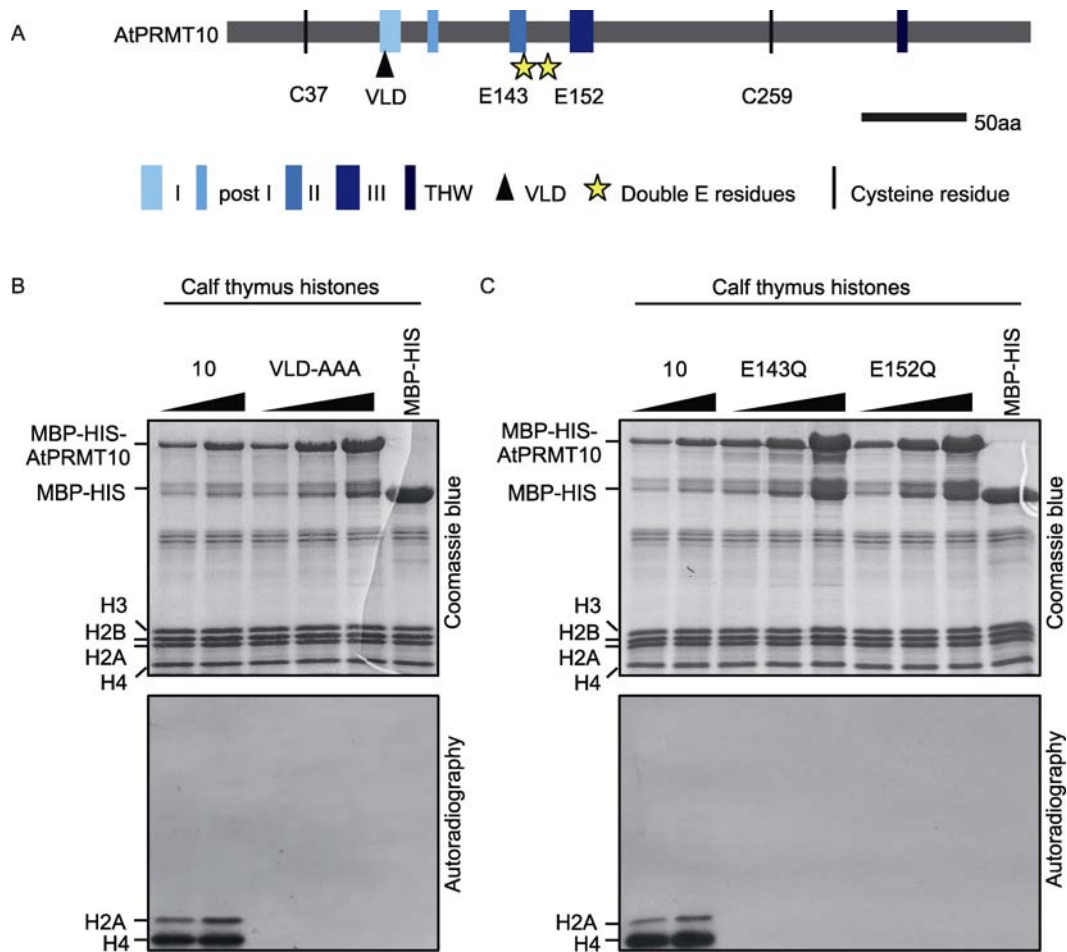 A
AtPRMT10
C37 VLD E143 E152 C259
50aa
I post I II III THW VLD Double E residues Cysteine residue
B
Calf thymus histones
10 VLD-AAA MBP-HIS
MBP-HIS-
AtPRMT10
MBP-HIS
H3
H2B
H2A
H4
Coomassie blue
H2A
H4
Autoradiography
C
Calf thymus histones
10 E143Q E152Q MBP-HIS
MBP-HIS-
AtPRMT10
MBP-HIS
H3
H2B
H2A
H4
Coomassie blue
H2A
H4
Autoradiography